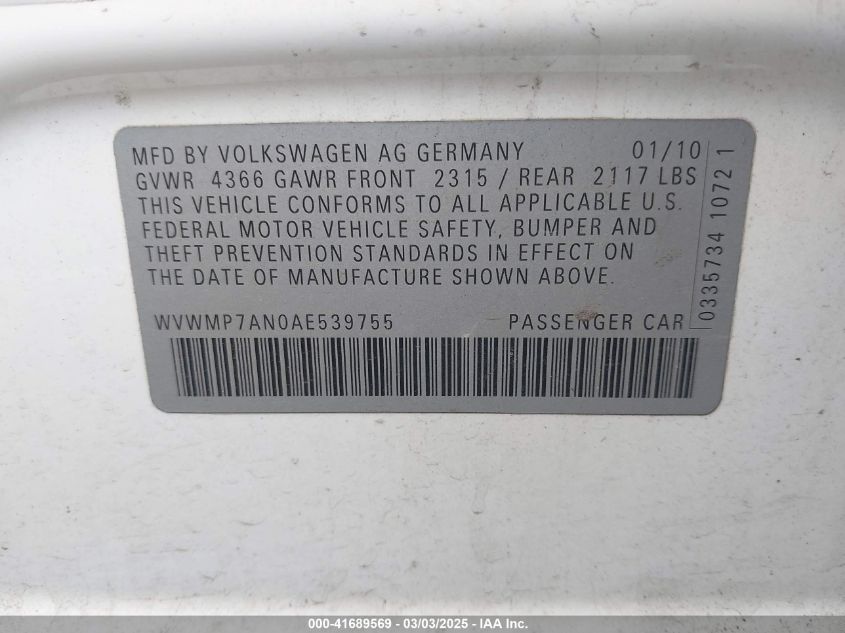 MFD BY VOLKSWAGEN AG GERMANY 01/10
GVWR 4366 GAWR FRONT 2315 / REAR 2117 LBS
THIS VEHICLE CONFORMS TO ALL APPLICABLE U.S.
FEDERAL MOTOR VEHICLE SAFETY, BUMPER AND
THEFT PREVENTION STANDARDS IN EFFECT ON
THE DATE OF MANUFACTURE SHOWN ABOVE.
WVWMP7AN0AE539755 PASSENGER CAR
0335734 1072 1
000-41689569 - 03/03/2025 - IAA Inc.